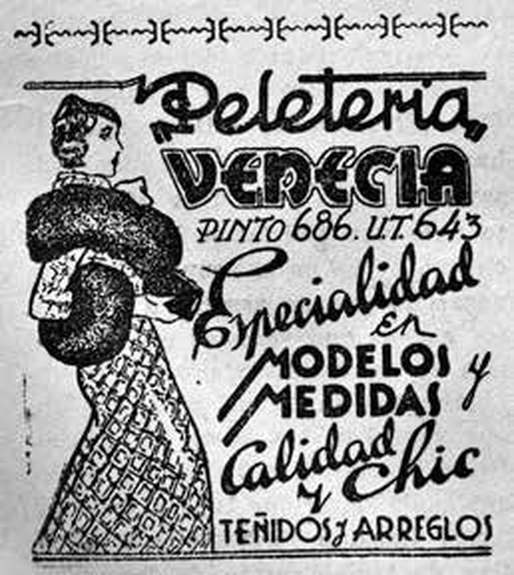 "Peletería"
VENECIA
PINTO 686. U.T. 643
Especialidad
en
MODELOS y
MEDIDAS
Calidad
y Chic
TEÑIDOS y ARREGLOS